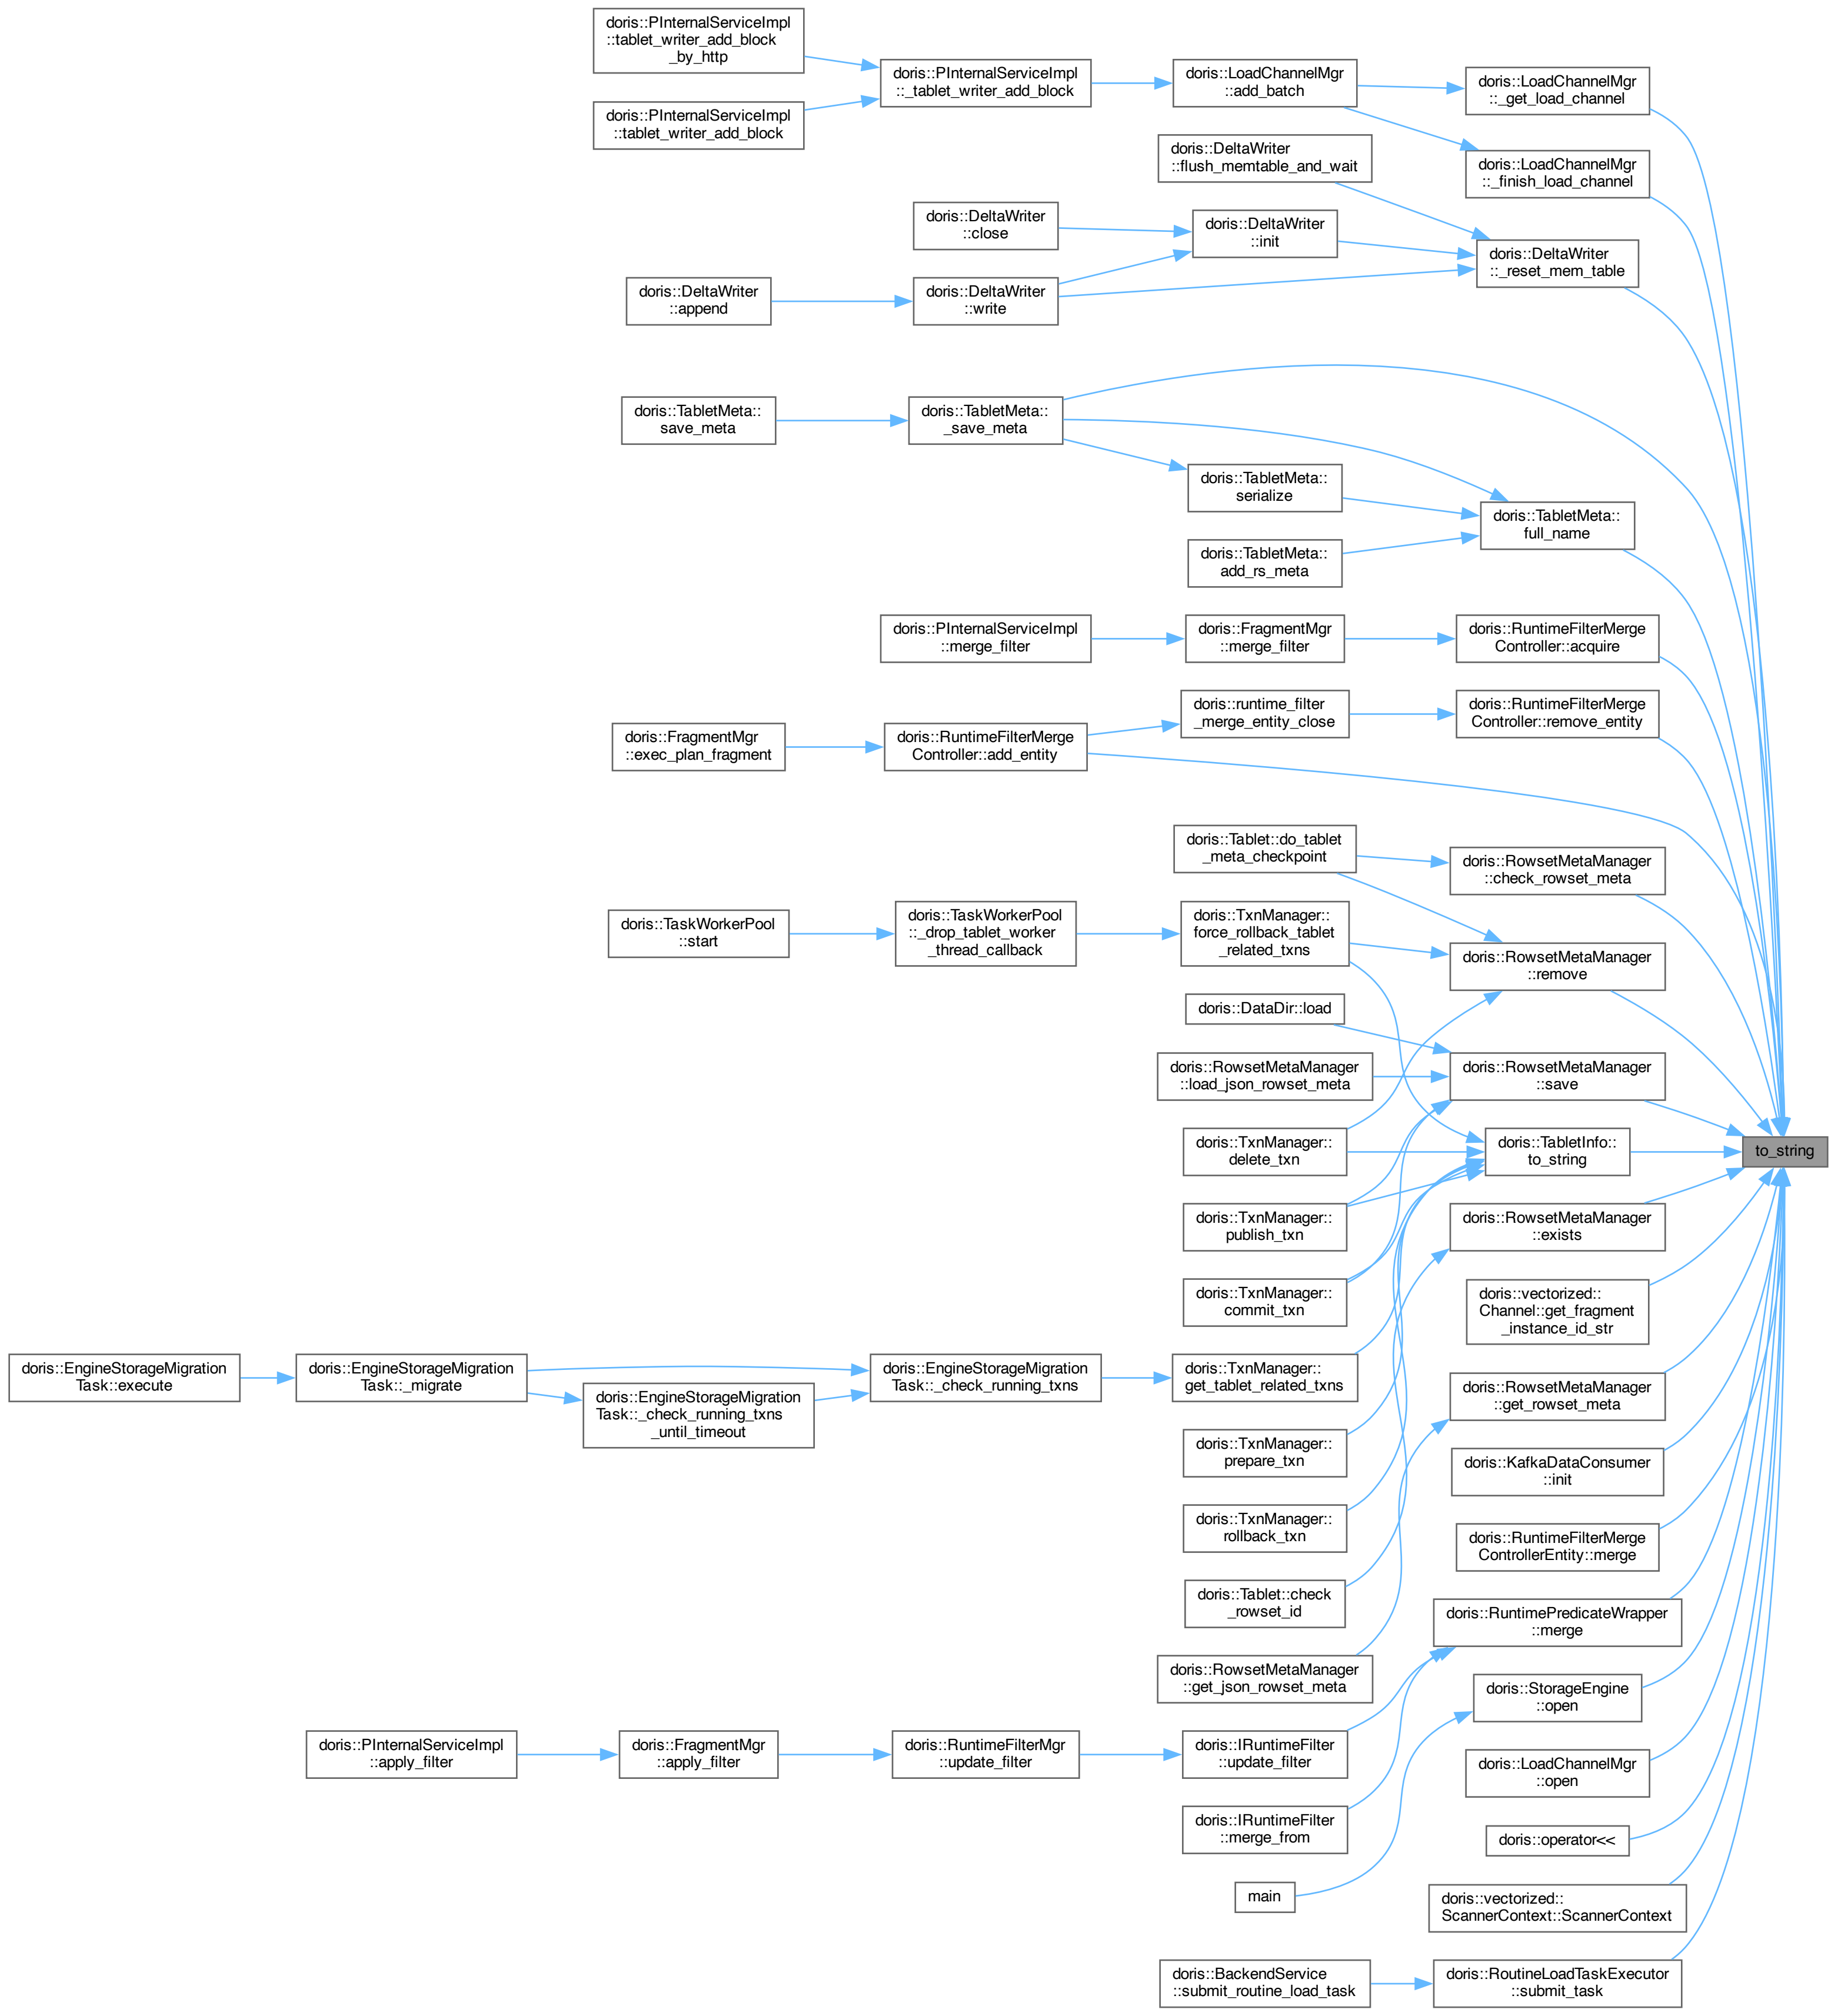 doris::PInternalServiceImpl
::tablet_writer_add_block
_by_http
doris::PInternalServiceImpl
::_tablet_writer_add_block
doris::LoadChannelMgr
::add_batch
doris::LoadChannelMgr
::_get_load_channel
doris::PInternalServiceImpl
::tablet_writer_add_block
doris::DeltaWriter
::flush_memtable_and_wait
doris::LoadChannelMgr
::_finish_load_channel
doris::DeltaWriter
::close
doris::DeltaWriter
::init
doris::DeltaWriter
::_reset_mem_table
doris::DeltaWriter
::append
doris::DeltaWriter
::write
doris::TabletMeta::
save_meta
doris::TabletMeta::
_save_meta
doris::TabletMeta::
serialize
doris::TabletMeta::
full_name
doris::TabletMeta::
add_rs_meta
doris::PInternalServiceImpl
::merge_filter
doris::FragmentMgr
::merge_filter
doris::RuntimeFilterMerge
Controller::acquire
doris::runtime_filter
_merge_entity_close
doris::RuntimeFilterMerge
Controller::remove_entity
doris::FragmentMgr
::exec_plan_fragment
doris::RuntimeFilterMerge
Controller::add_entity
doris::Tablet::do_tablet
_meta_checkpoint
doris::RowsetMetaManager
::check_rowset_meta
doris::TaskWorkerPool
::start
doris::TaskWorkerPool
::_drop_tablet_worker
_thread_callback
doris::TxnManager::
force_rollback_tablet
_related_txns
doris::RowsetMetaManager
::remove
doris::DataDir::load
doris::RowsetMetaManager
::load_json_rowset_meta
doris::RowsetMetaManager
::save
doris::TxnManager::
delete_txn
doris::TabletInfo::
to_string
to_string
doris::TxnManager::
publish_txn
doris::RowsetMetaManager
::exists
doris::TxnManager::
commit_txn
doris::vectorized::
Channel::get_fragment
_instance_id_str
doris::EngineStorageMigration
Task::execute
doris::EngineStorageMigration
Task::_migrate
doris::EngineStorageMigration
Task::_check_running_txns
_until_timeout
doris::EngineStorageMigration
Task::_check_running_txns
doris::TxnManager::
get_tablet_related_txns
doris::RowsetMetaManager
::get_rowset_meta
doris::TxnManager::
prepare_txn
doris::KafkaDataConsumer
::init
doris::TxnManager::
rollback_txn
doris::RuntimeFilterMerge
ControllerEntity::merge
doris::Tablet::check
_rowset_id
doris::RuntimePredicateWrapper
::merge
doris::RowsetMetaManager
::get_json_rowset_meta
doris::StorageEngine
::open
doris::PInternalServiceImpl
::apply_filter
doris::FragmentMgr
::apply_filter
doris::RuntimeFilterMgr
::update_filter
doris::IRuntimeFilter
::update_filter
doris::LoadChannelMgr
::open
doris::IRuntimeFilter
::merge_from
doris::operator<<
main
doris::vectorized::
ScannerContext::ScannerContext
doris::BackendService
::submit_routine_load_task
doris::RoutineLoadTaskExecutor
::submit_task